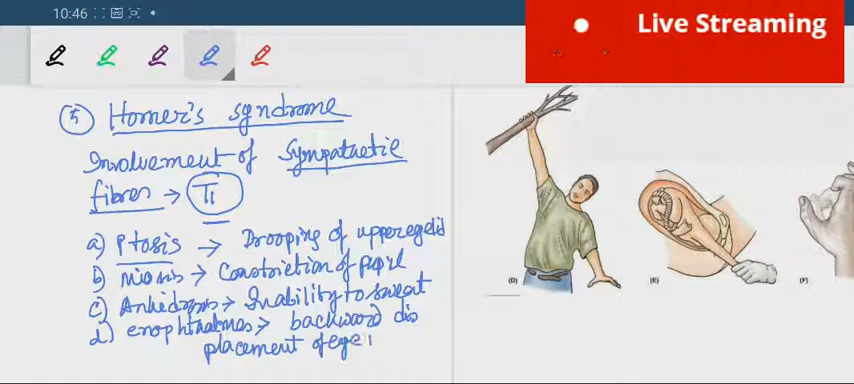 10:46
Live Streaming
5 Horner's syndrome
Involvement of sympathetic
fibres → T1
a) Ptosis → Drooping of upper eyelid
b) Miosis → Constriction of pupil
c) Anhidrosis → Inability to sweat
d) enophthalmos → backward dis
placement of eye
(D)
(E)
(F)